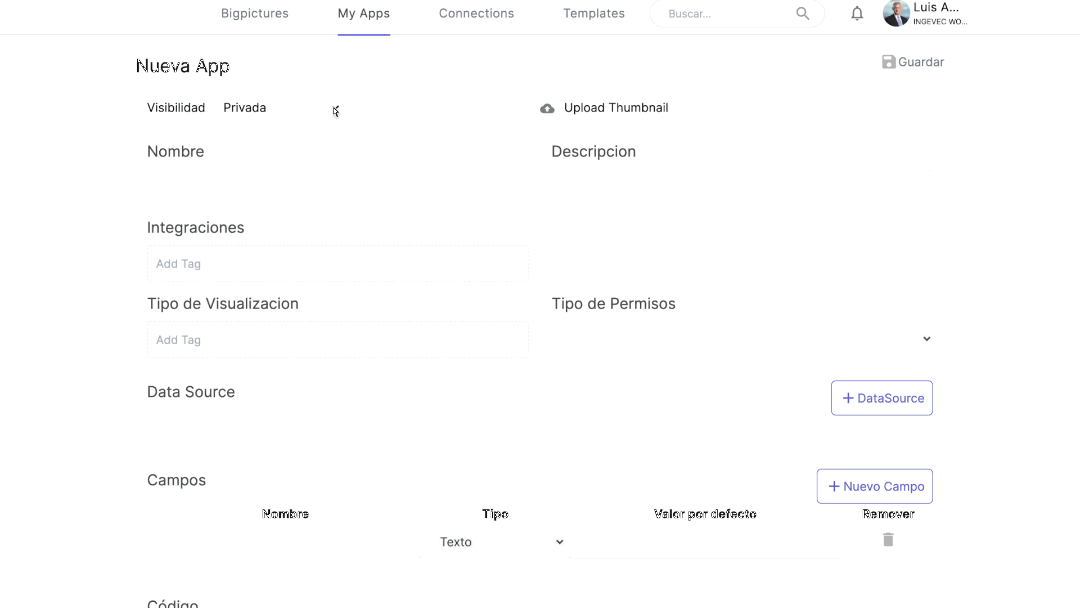 Bigpictures My Apps Connections Templates Buscar... Luis A...
INGEVEC WO...
Nueva App Guardar
Visibilidad Privada Upload Thumbnail
Nombre Descripcion
Integraciones
Add Tag
Tipo de Visualizacion Tipo de Permisos
Add Tag
Data Source + DataSource
Campos + Nuevo Campo
Nombre Tipo Valor por defecto Remover
Texto
Código